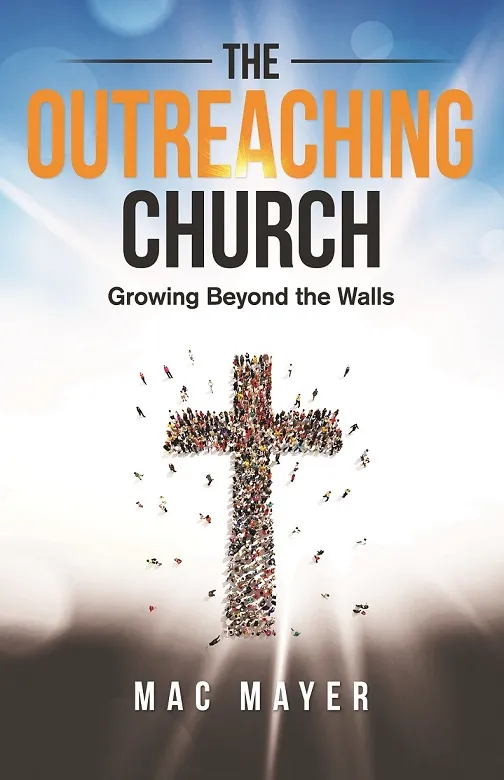 THE
OUTREACHING
CHURCH
Growing Beyond the Walls
MAC MAYER